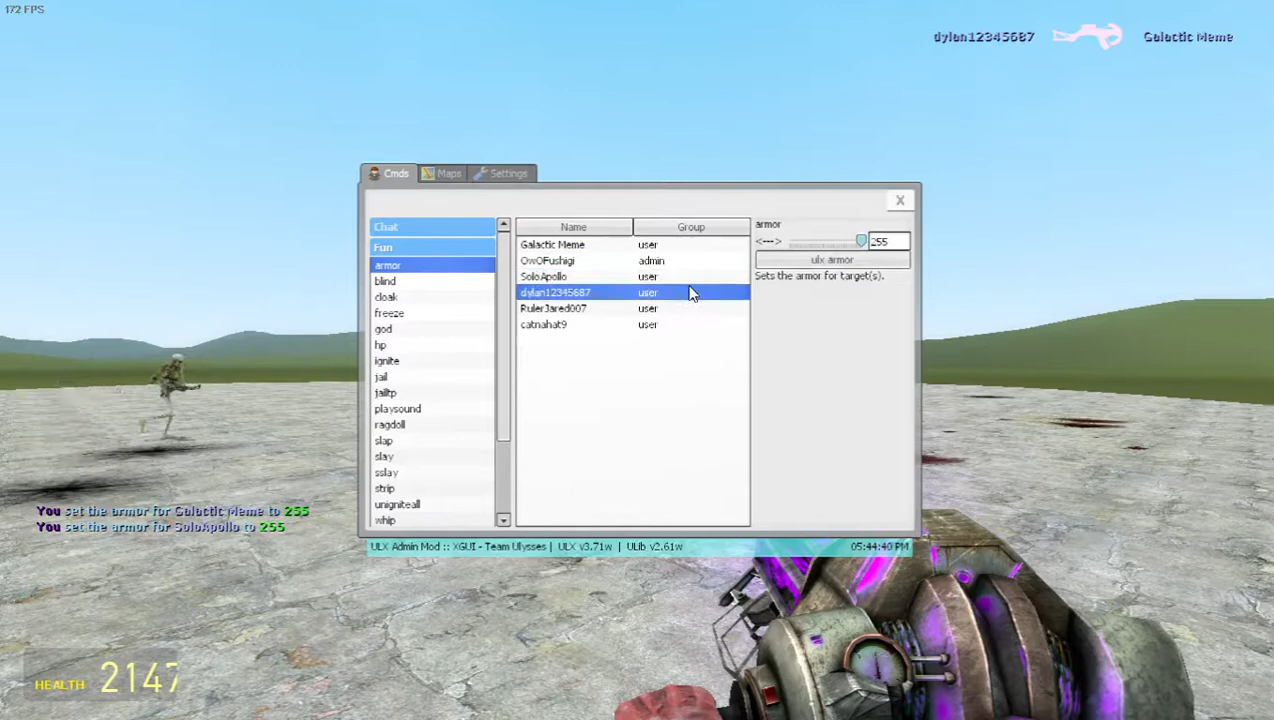 172 FPS
dylan12345687 Galactic Meme
Cmds Maps Settings
X
Chat
Fun
armor
blind
cloak
freeze
god
hp
ignite
jail
jailtp
playsound
ragdoll
slap
slay
sslay
strip
unigniteall
whip
Name Group
Galactic Meme user
OwOFushigi admin
SoloApollo user
dylan12345687 user
RulerJared007 user
catnahat9 user
armor
<---> 255
ulx armor
Sets the armor for target(s).
You set the armor for Galactic Meme to 255
You set the armor for SoloApollo to 255
ULX Admin Mod :: XGUI - Team Ulysses | ULX v3.71w | ULib v2.61w 05:44:40 PM
HEALTH 2147